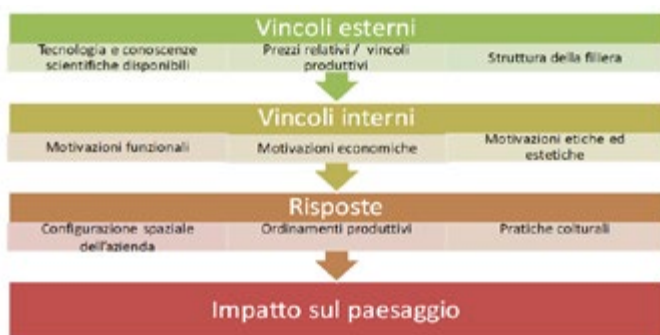 Vincoli esterni
Tecnologia e conoscenze
scientifiche disponibili
Prezzi relativi / vincoli
produttivi
Struttura della filiera
Vincoli interni
Motivazioni funzionali
Motivazioni economiche
Motivazioni etiche ed
estetiche
Risposte
Configurazione spaziale
dell'azienda
Ordinamenti produttivi
Pratiche colturali
Impatto sul paesaggio